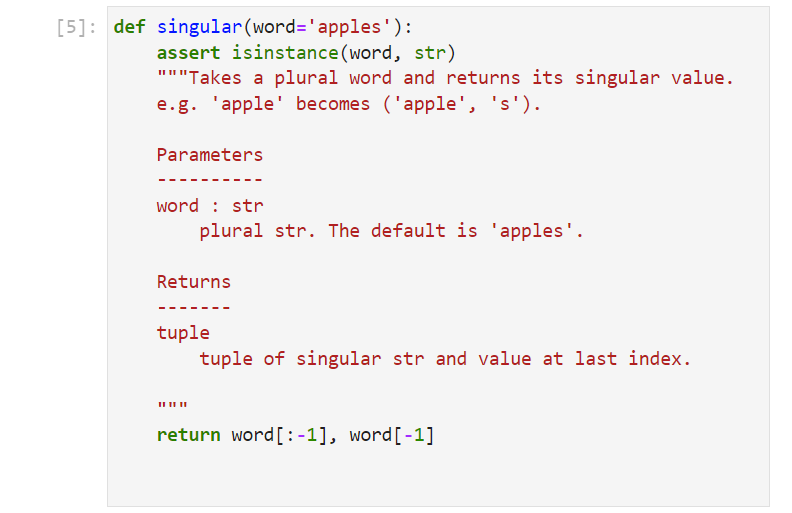 [5]: def singular(word='apples'):
    assert isinstance(word, str)
    """Takes a plural word and returns its singular value.
    e.g. 'apple' becomes ('apple', 's').

    Parameters
    ----------
    word : str
        plural str. The default is 'apples'.

    Returns
    -------
    tuple
        tuple of singular str and value at last index.

    """
    return word[:-1], word[-1]